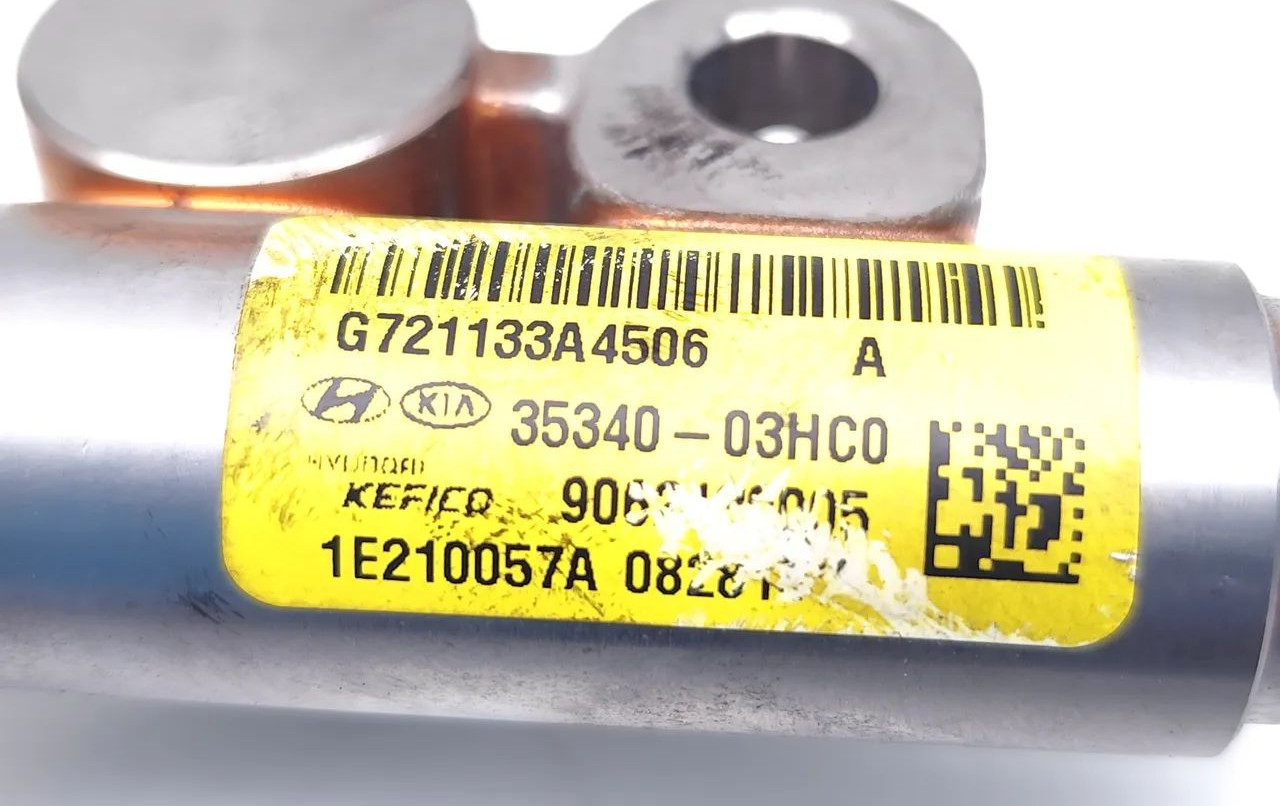 G721133A4506 A
KIA 35340-03HC0
HYUNDAI
KEFICO
1E210057A